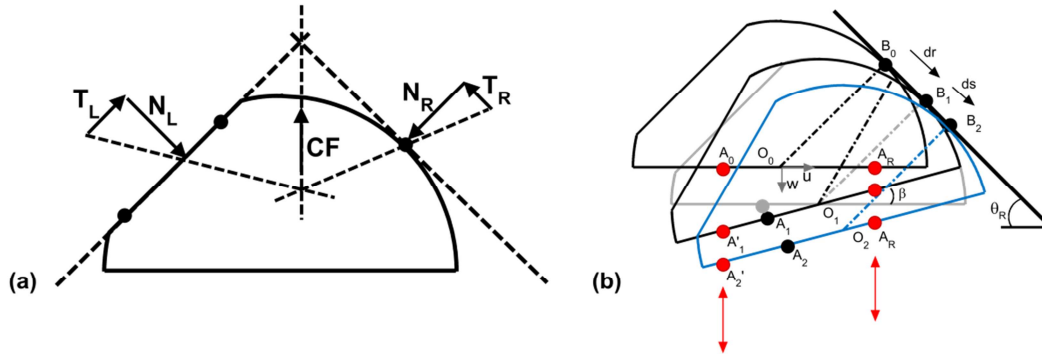 T_L
N_L
CF
N_R
T_R
(a)
B_0
dr
ds
B_1
B_2
A_0
O_0
A_R
u
w
β
O_1
A_1
A'_1
O_2
A_R
A_2
A_2'
θ_R
(b)